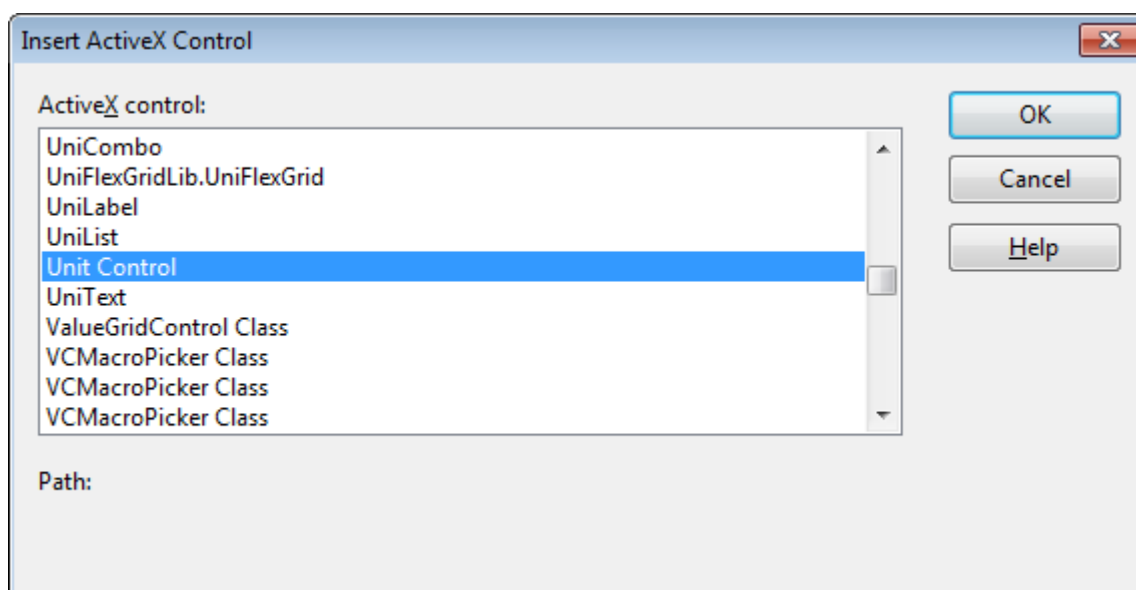 Insert ActiveX Control
ActiveX control:
UniCombo
UniFlexGridLib.UniFlexGrid
UniLabel
UniList
Unit Control
UniText
ValueGridControl Class
VCMacroPicker Class
VCMacroPicker Class
VCMacroPicker Class
OK
Cancel
Help
Path: